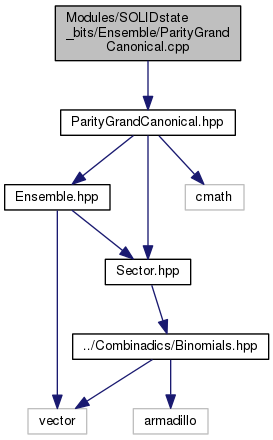 Modules/SOLIDstate
_bits/Ensemble/ParityGrand
Canonical.cpp
ParityGrandCanonical.hpp
Ensemble.hpp
cmath
Sector.hpp
../Combinadics/Binomials.hpp
vector
armadillo